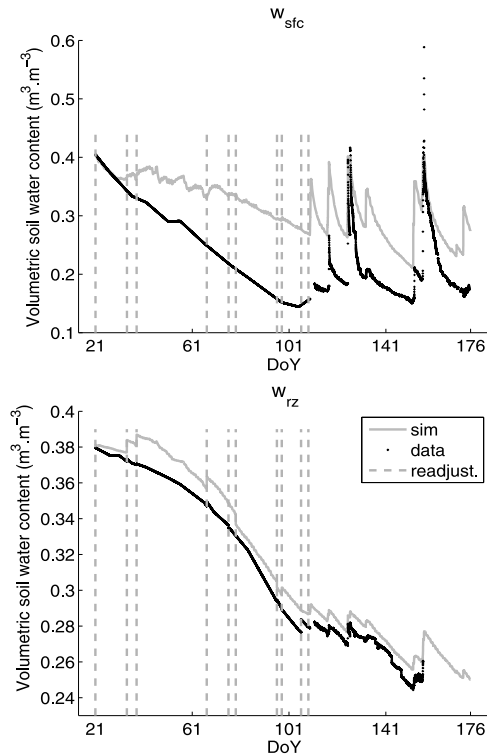 w_sfc
Volumetric soil water content (m³.m⁻³)
0.6
0.5
0.4
0.3
0.2
0.1
21 61 101 141 176
DoY
w_rz
Volumetric soil water content (m³.m⁻³)
0.4
0.38
0.36
0.34
0.32
0.3
0.28
0.26
0.24
sim
data
readjust.
21 61 101 141 176
DoY